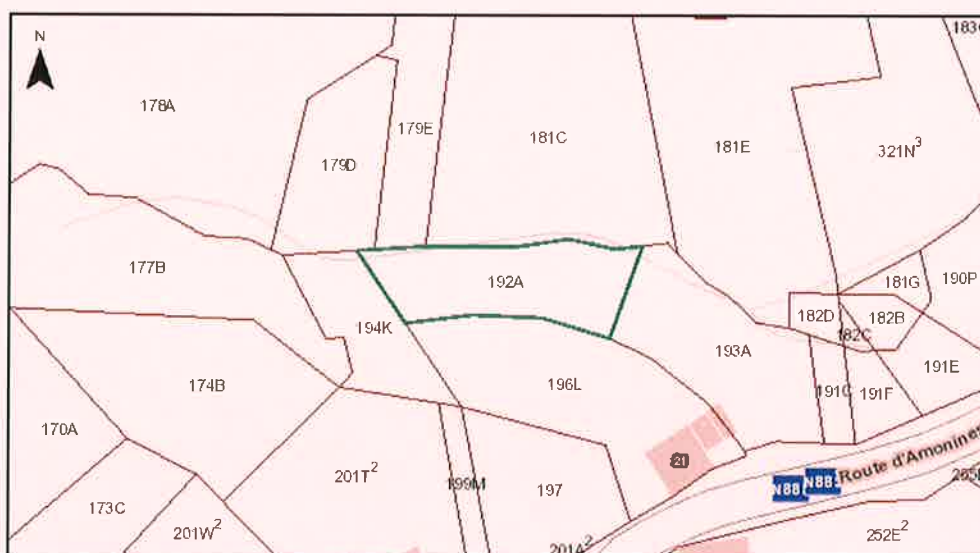 N
183
178A
179E
181C
181E
321N³
179D
177B
192A
181G
190P
194K
182D
182B
182C
193A
191E
174B
196L
191C
191F
170A
21
Route d'Amonines
201T²
199M
197
N88
N88
173C
201W²
201A²
252E²